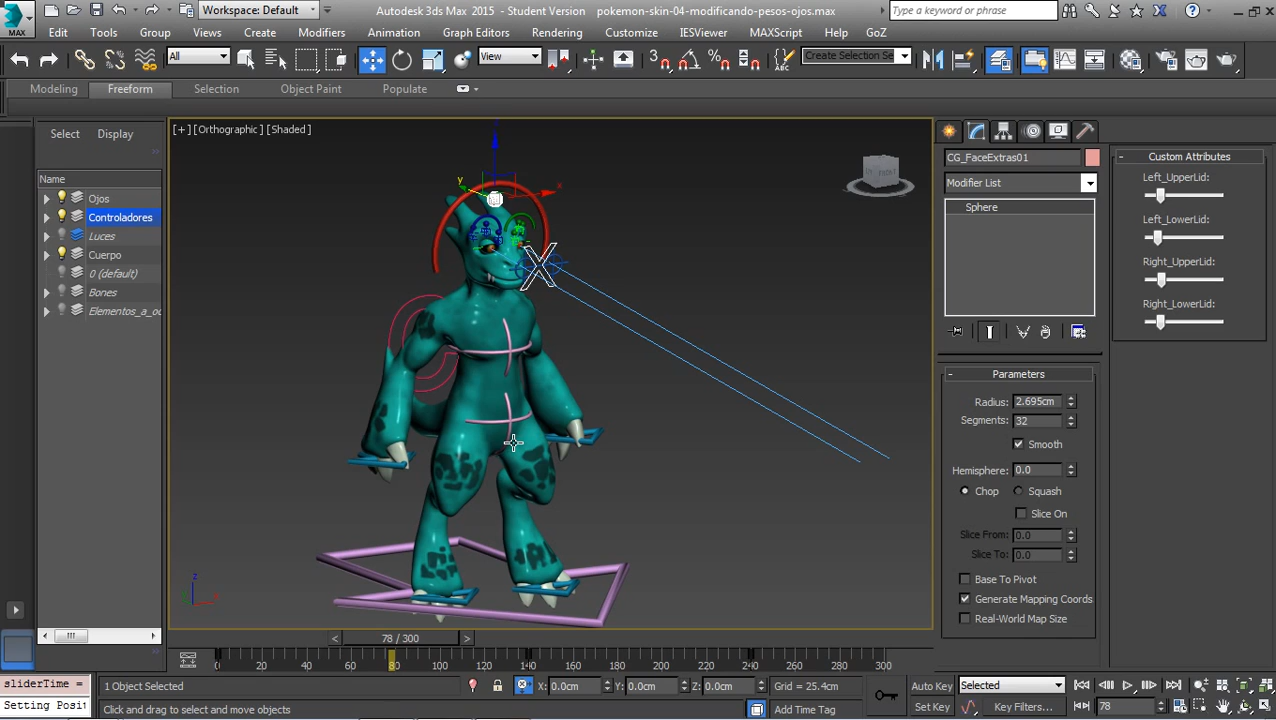 MAX
Workspace: Default
Autodesk 3ds Max 2015 - Student Version pokemon-skin-04-modificando-pesos-ojos.max
Type a keyword or phrase
Edit Tools Group Views Create Modifiers Animation Graph Editors Rendering Customize IESViewer MAXScript Help GoZ
All View Create Selection Se
Modeling Freeform Selection Object Paint Populate
Select Display
Name
Ojos
Controladores
Luces
Cuerpo
0 (default)
Bones
Elementos_a_oc
[+] [Orthographic] [Shaded]
y
x
z
x
CG_FaceExtras01
Modifier List
Sphere
- Parameters
Radius: 2.695cm
Segments: 32
Smooth
Hemisphere: 0.0
Chop Squash
Slice On
Slice From: 0.0
Slice To: 0.0
Base To Pivot
Generate Mapping Coords
Real-World Map Size
- Custom Attributes
Left_UpperLid:
Left_LowerLid:
Right_UpperLid:
Right_LowerLid:
< 78 / 300 >
0 20 40 60 80 100 120 140 160 180 200 220 240 260 280 300
sliderTime =
Setting Posit
1 Object Selected
X: 0.0cm Y: 0.0cm Z: 0.0cm Grid = 25.4cm
Auto Key Selected
Click and drag to select and move objects
Add Time Tag
Set Key Key Filters... 78